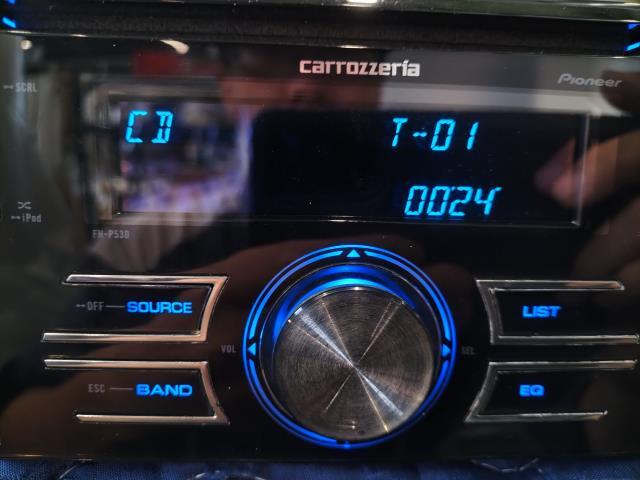 carrozzeria
Pioneer
SCRL
CD
T-01
iPod
0024
FH-P530
OFF SOURCE
LIST
VOL
SEL
ESC BAND
EQ